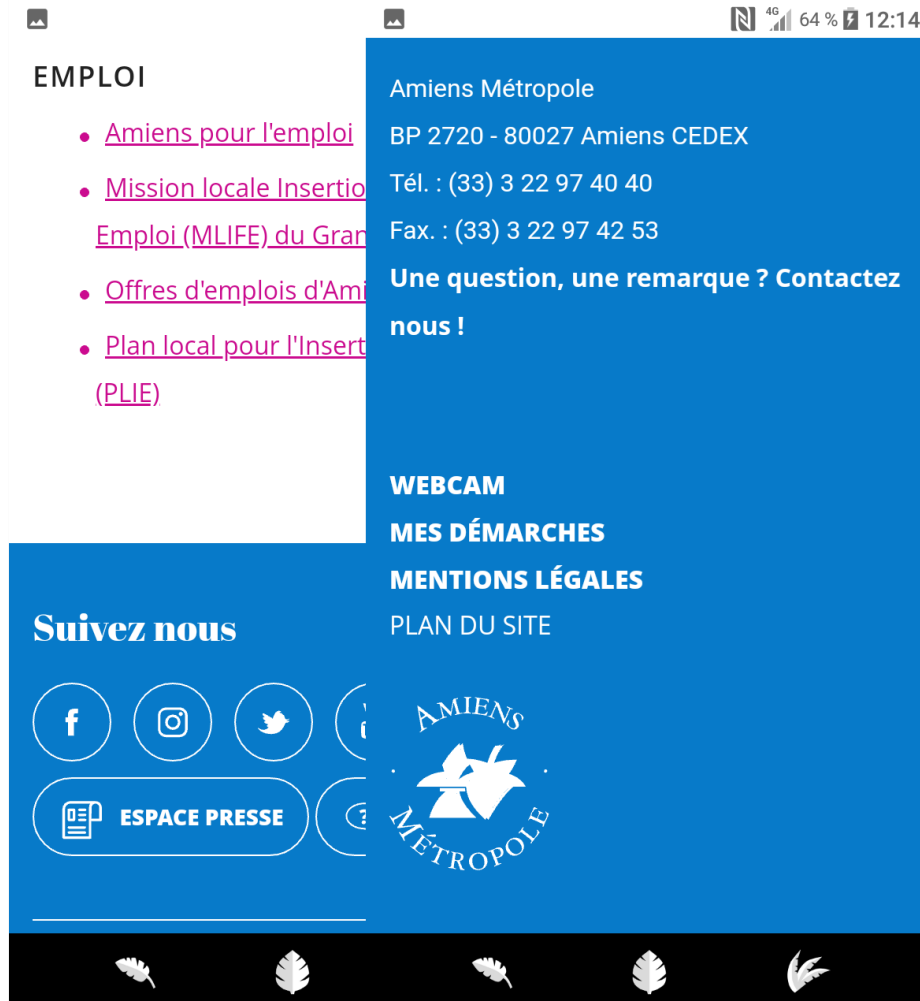 EMPLOI
Amiens pour l'emploi
Mission locale Insertio
Emploi (MLIFE) du Gran
Offres d'emplois d'Ami
Plan local pour l'Insert
(PLIE)
Suivez nous
f
ESPACE PRESSE
?
4G 64 % 12:14
Amiens Métropole
BP 2720 - 80027 Amiens CEDEX
Tél. : (33) 3 22 97 40 40
Fax. : (33) 3 22 97 42 53
Une question, une remarque ? Contactez
nous !
WEBCAM
MES DÉMARCHES
MENTIONS LÉGALES
PLAN DU SITE
AMIENS
MÉTROPOLE